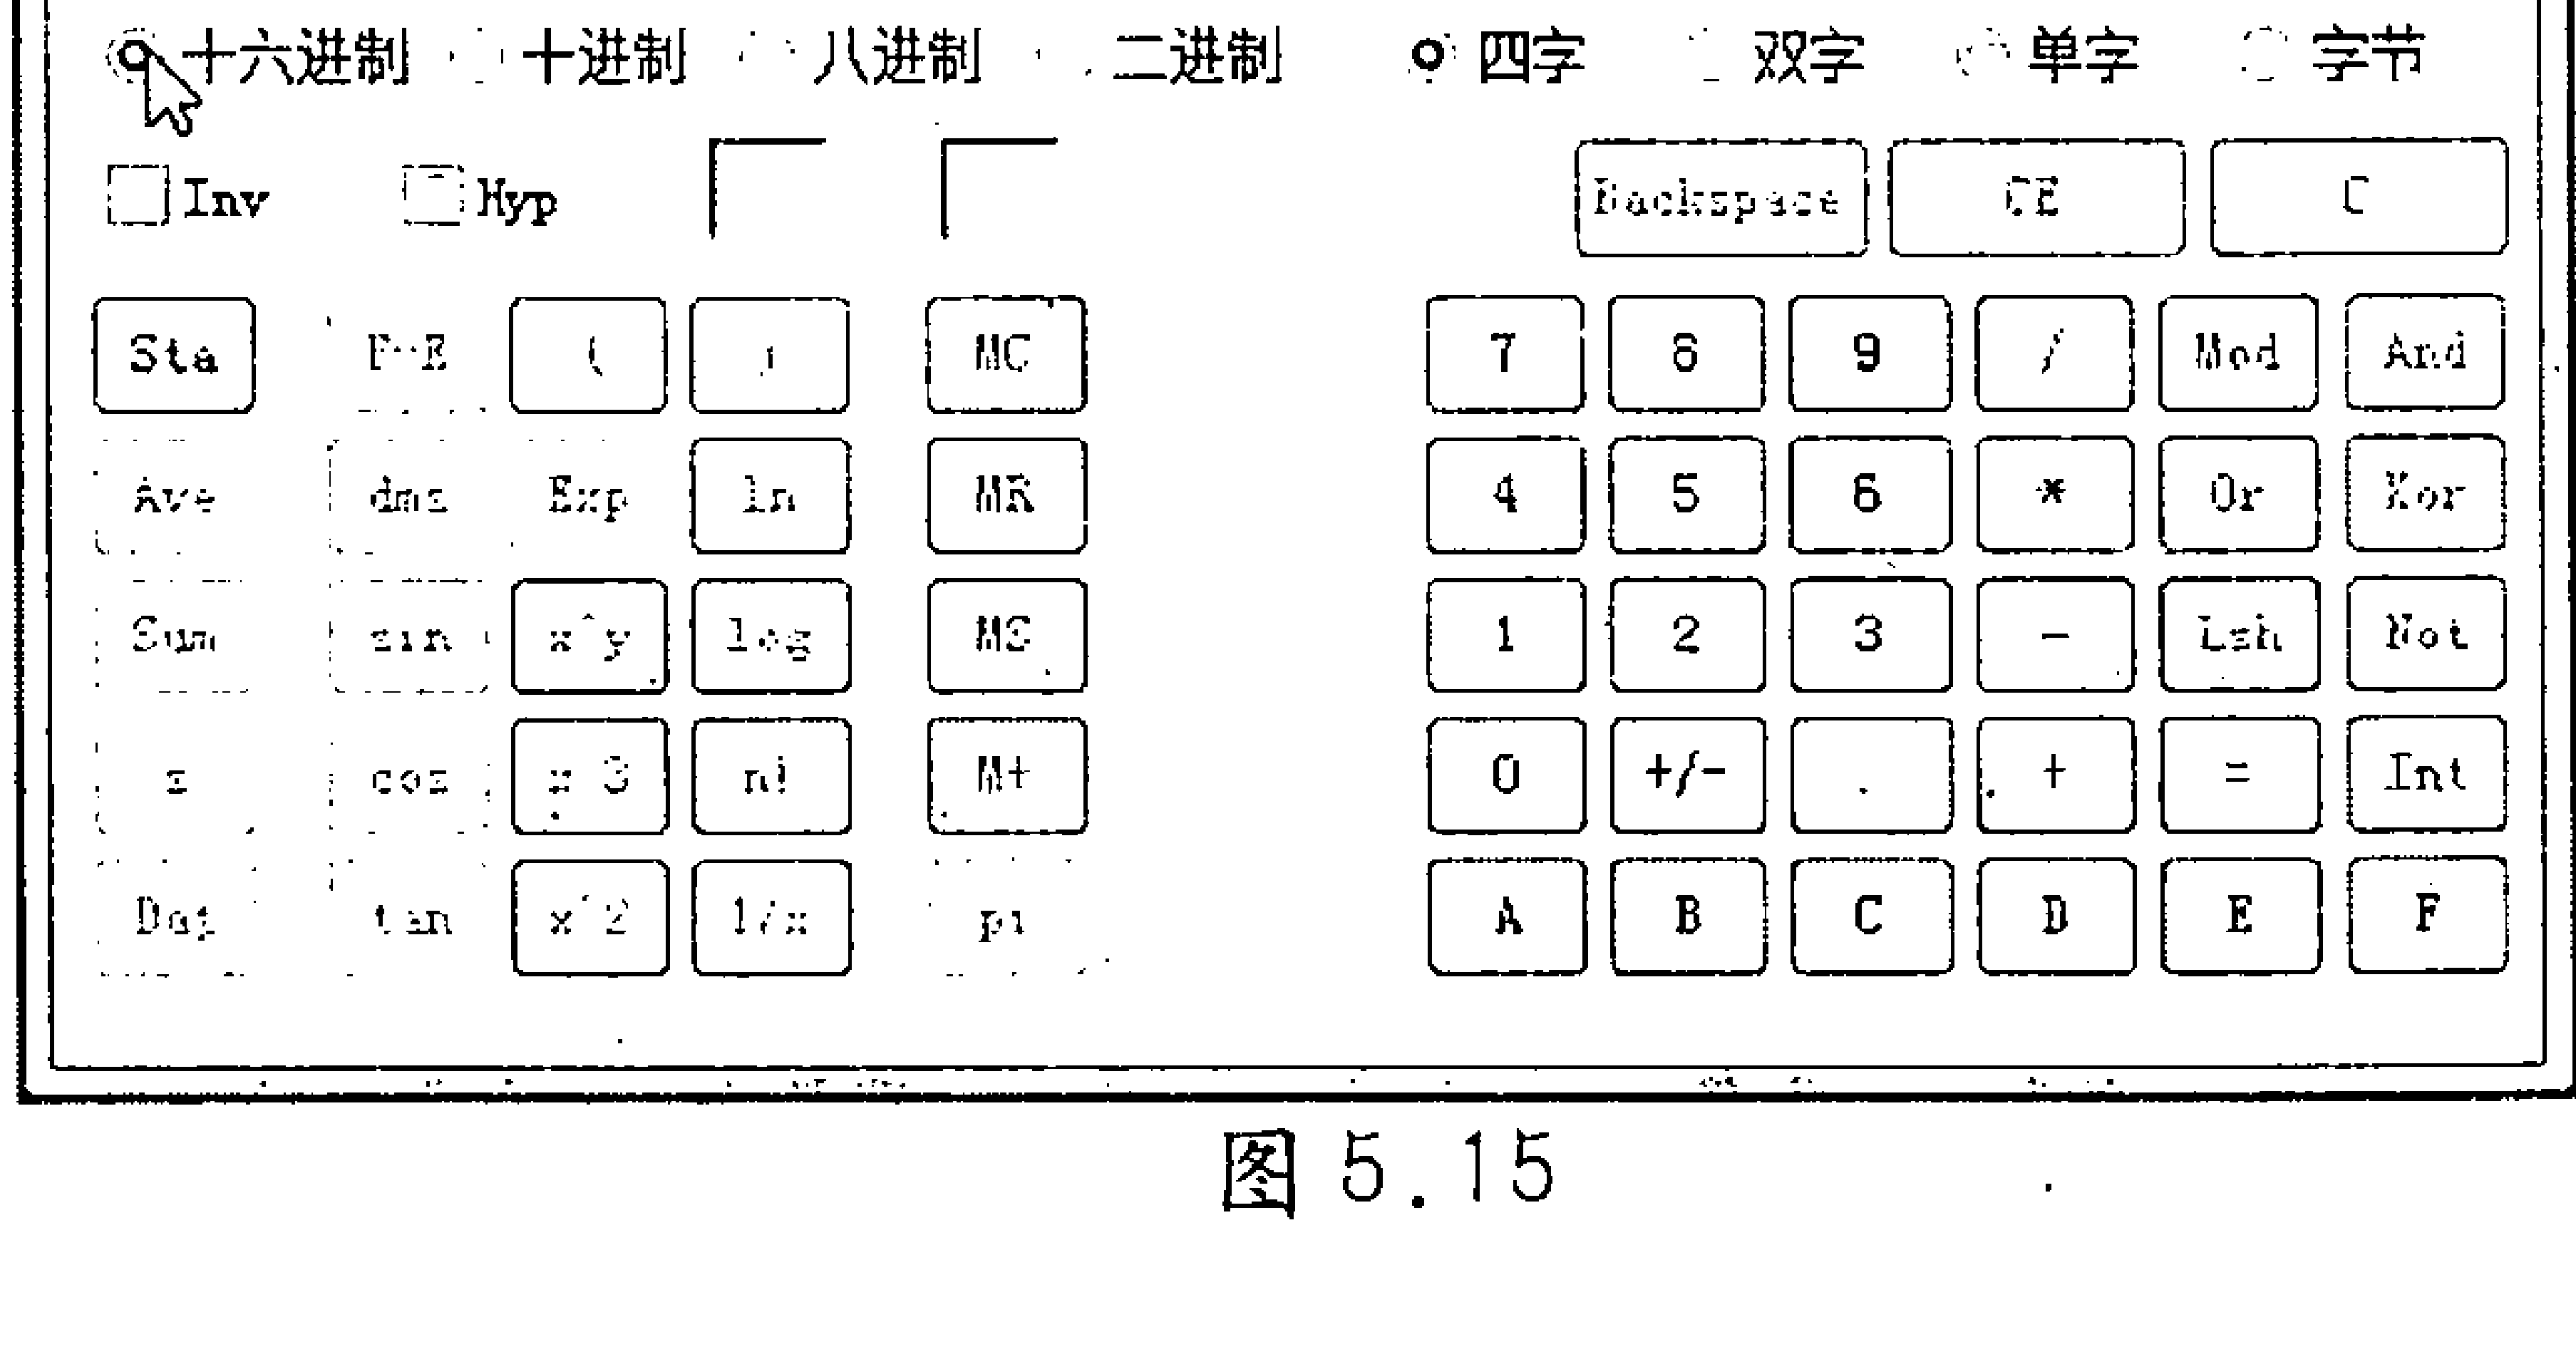 十六进制 十进制 八进制 二进制 四字 双字 单字 字节
Inv Hyp Backspace CE C
Sta F-E ( ) MC 7 8 9 / Mod And
Ave dms Exp ln MR 4 5 6 * Or Xor
Sum sin x^y log MS 1 2 3 - Lsh Not
s cos x^3 n! M+ 0 +/- . + = Int
Dat tan x^2 1/x pi A B C D E F
图 5.15